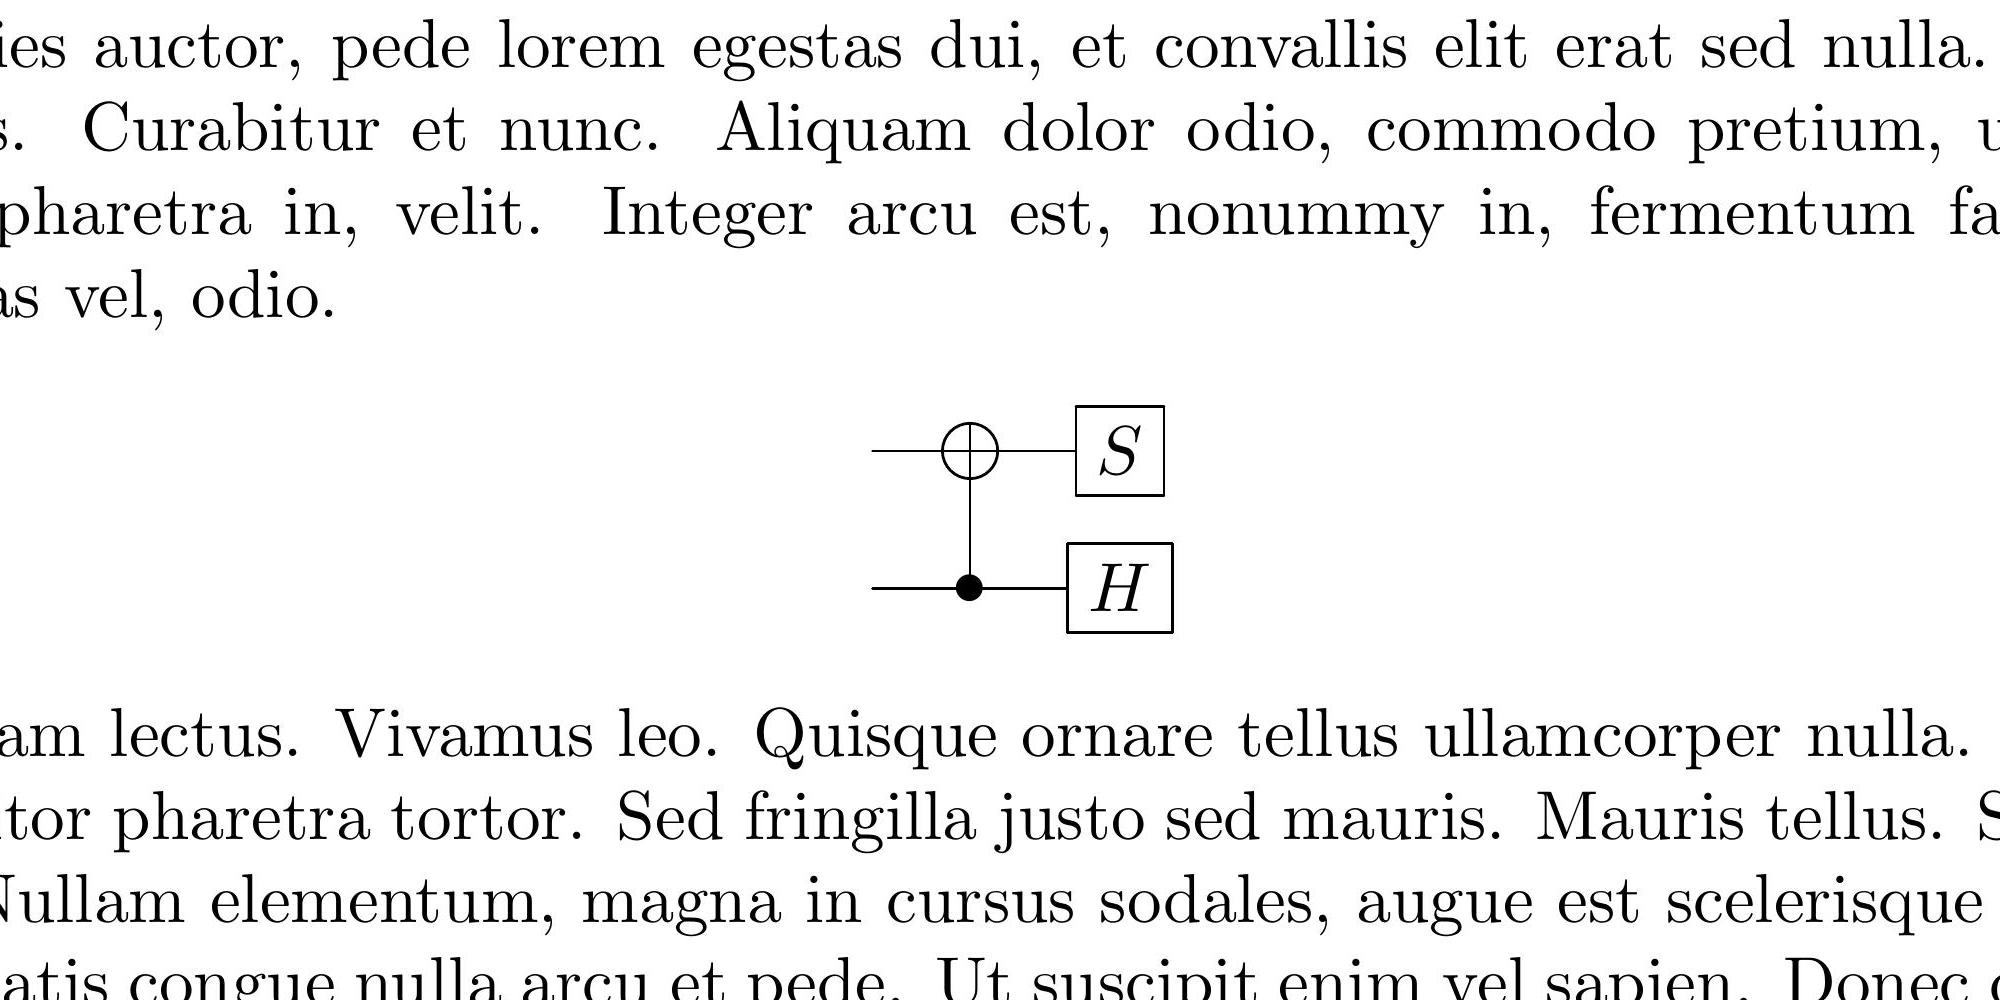 ies auctor, pede lorem egestas dui, et convallis elit erat sed nulla.
s. Curabitur et nunc. Aliquam dolor odio, commodo pretium, u
pharetra in, velit. Integer arcu est, nonummy in, fermentum fa
as vel, odio.
S
H
am lectus. Vivamus leo. Quisque ornare tellus ullamcorper nulla.
tor pharetra tortor. Sed fringilla justo sed mauris. Mauris tellus. S
Nullam elementum, magna in cursus sodales, augue est scelerisque
atis congue nulla arcu et pede. Ut suscipit enim vel sapien. Donec